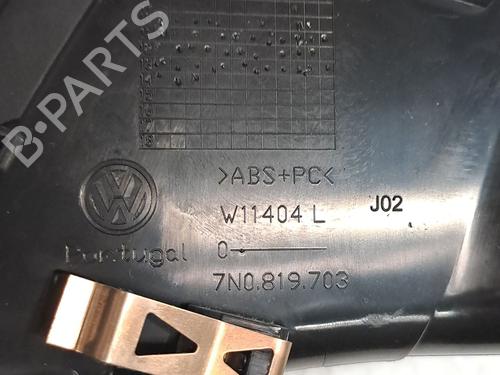 B-PARTS
>ABS+PC<
W11404 L
J02
Portugal
0
7N0.819.703